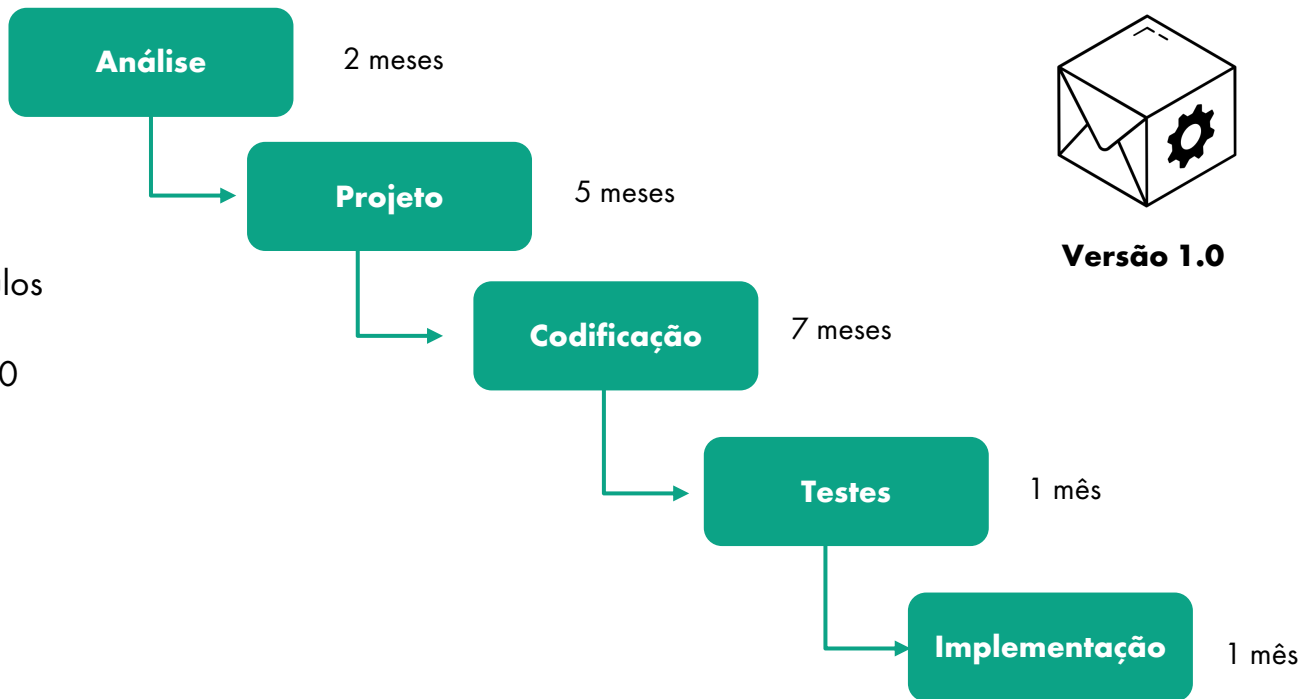 Análise
2 meses
Projeto
5 meses
Versão 1.0
Codificação
7 meses
Testes
1 mês
Implementação
1 mês